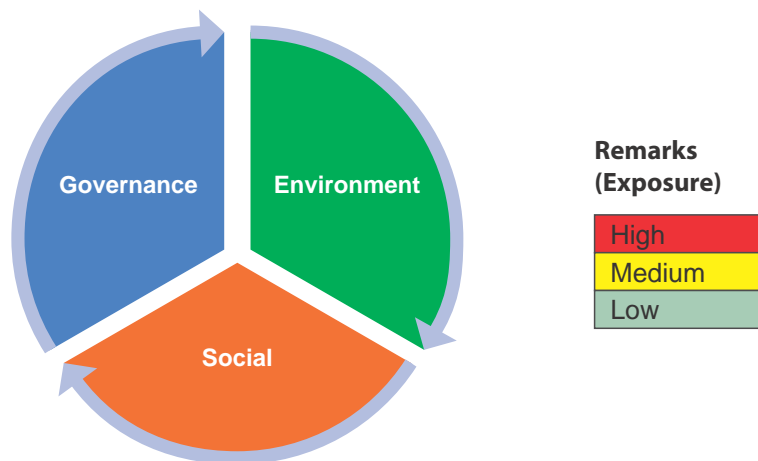 Governance
Environment
Social
Remarks
(Exposure)
High
Medium
Low